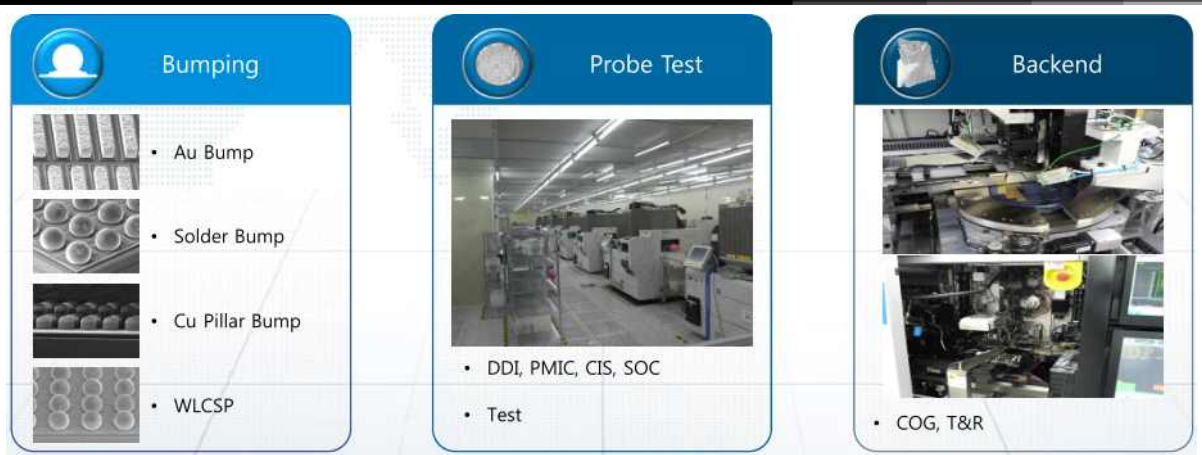 Bumping
• Au Bump
• Solder Bump
• Cu Pillar Bump
• WLCSP
Probe Test
• DDI, PMIC, CIS, SOC
• Test
Backend
• COG, T&R